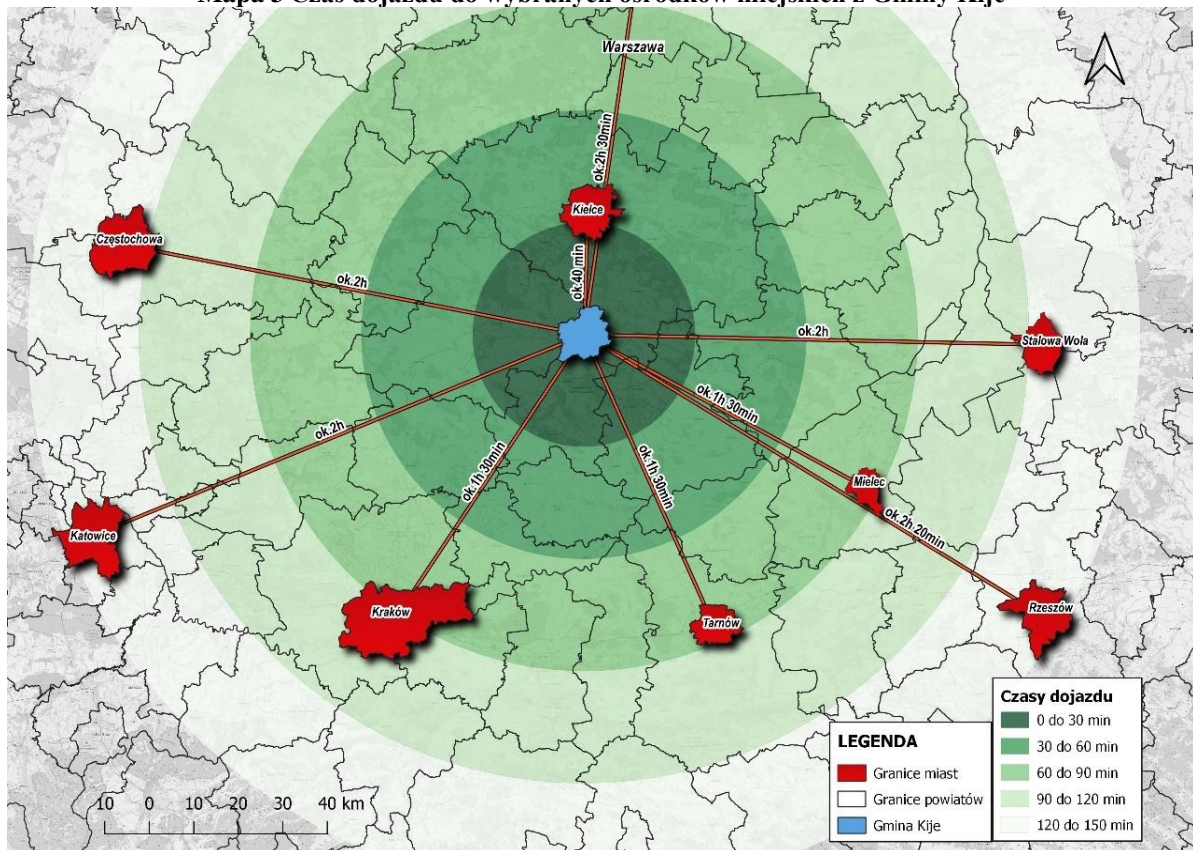 Mapa 3 Czas dojazdu do wybranych ośrodków miejskich z Gminy Kije
Warszawa
ok.2h 30min
Kielce
Częstochowa
ok.40 min
ok.2h
ok.2h
Stalowa Wola
ok.1h 30min
ok.2h
ok.1h 30min
ok.1h 30min
Mielec
ok.2h 20min
Katowice
Kraków
Tarnów
Rzeszów
Czasy dojazdu
0 do 30 min
30 do 60 min
60 do 90 min
90 do 120 min
120 do 150 min
LEGENDA
Granice miast
Granice powiatów
Gmina Kije
10 0 10 20 30 40 km